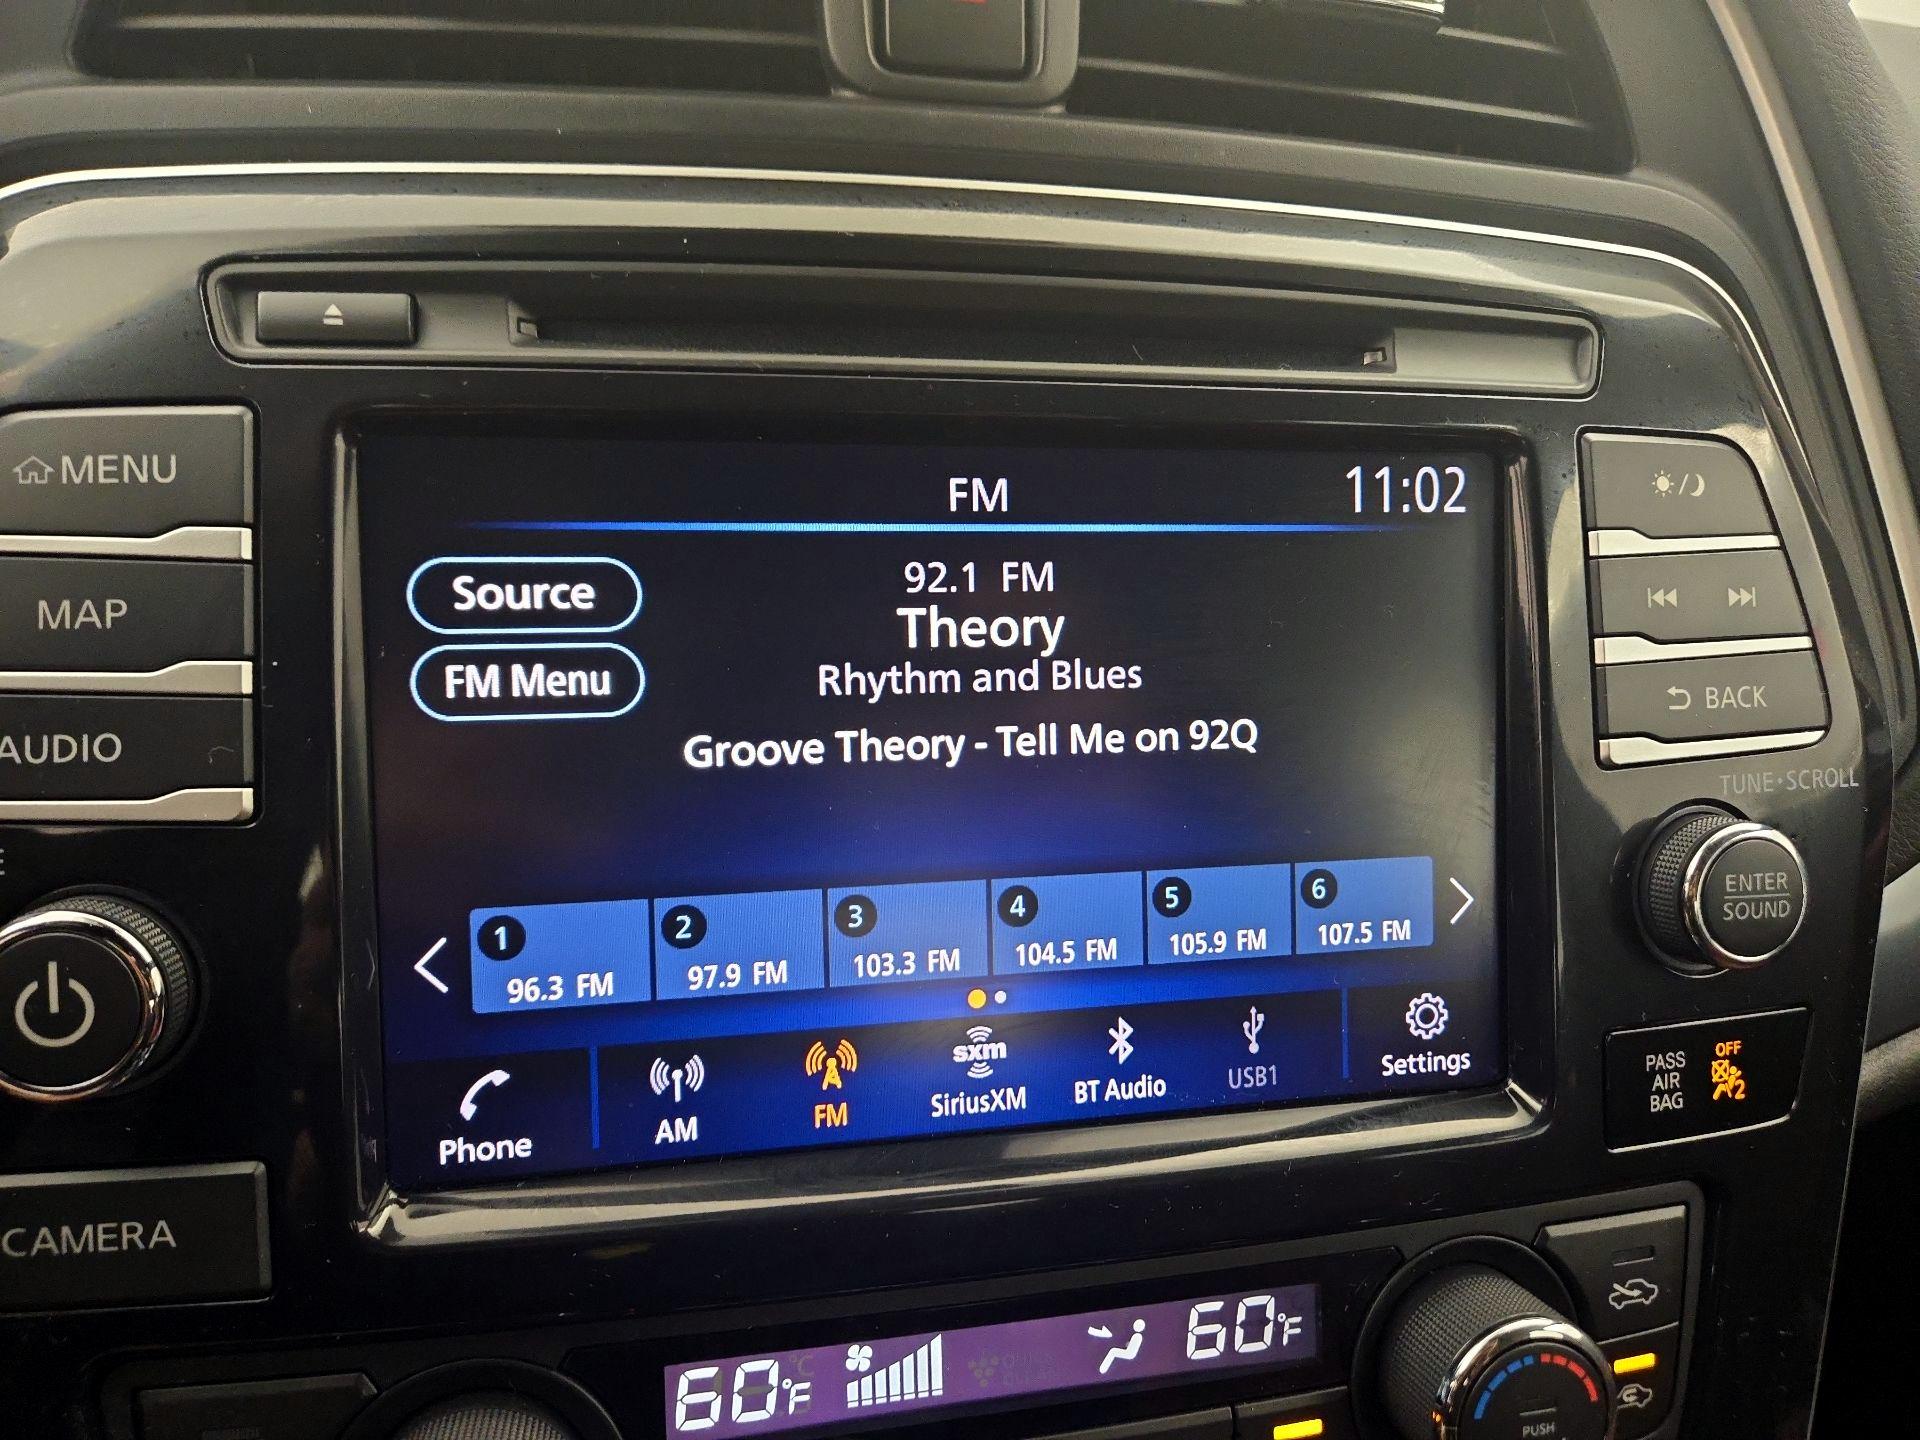 MENU
MAP
AUDIO
FM
11:02
Source
FM Menu
92.1 FM
Theory
Rhythm and Blues
Groove Theory - Tell Me on 92Q
1
96.3 FM
2
97.9 FM
3
103.3 FM
4
104.5 FM
5
105.9 FM
6
107.5 FM
Phone
AM
FM
sxm
SiriusXM
BT Audio
USB1
Settings
BACK
TUNE·SCROLL
ENTER
SOUND
PASS
AIR
BAG
OFF
2
CAMERA
60°F
60°F
PUSH